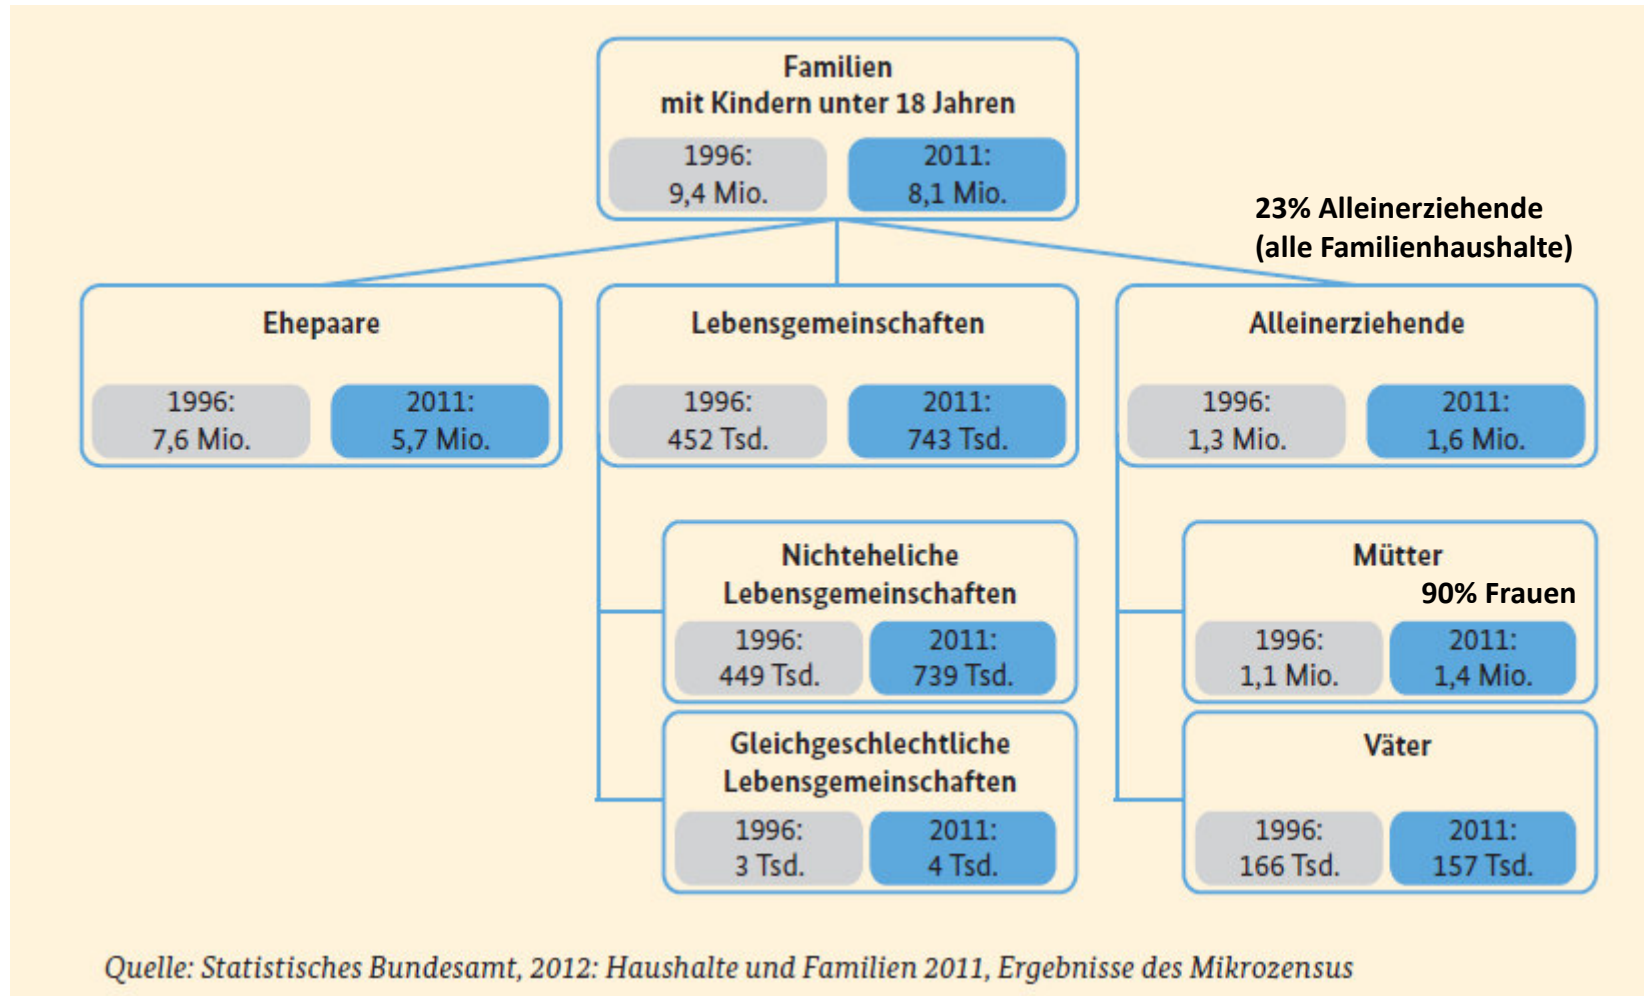 Familien
mit Kindern unter 18 Jahren
1996:
9,4 Mio.
2011:
8,1 Mio.
23% Alleinerziehende
(alle Familienhaushalte)
Ehepaare
1996:
7,6 Mio.
2011:
5,7 Mio.
Lebensgemeinschaften
1996:
452 Tsd.
2011:
743 Tsd.
Alleinerziehende
1996:
1,3 Mio.
2011:
1,6 Mio.
Nichteheliche
Lebensgemeinschaften
1996:
449 Tsd.
2011:
739 Tsd.
Mütter
90% Frauen
1996:
1,1 Mio.
2011:
1,4 Mio.
Gleichgeschlechtliche
Lebensgemeinschaften
1996:
3 Tsd.
2011:
4 Tsd.
Väter
1996:
166 Tsd.
2011:
157 Tsd.
Quelle: Statistisches Bundesamt, 2012: Haushalte und Familien 2011, Ergebnisse des Mikrozensus